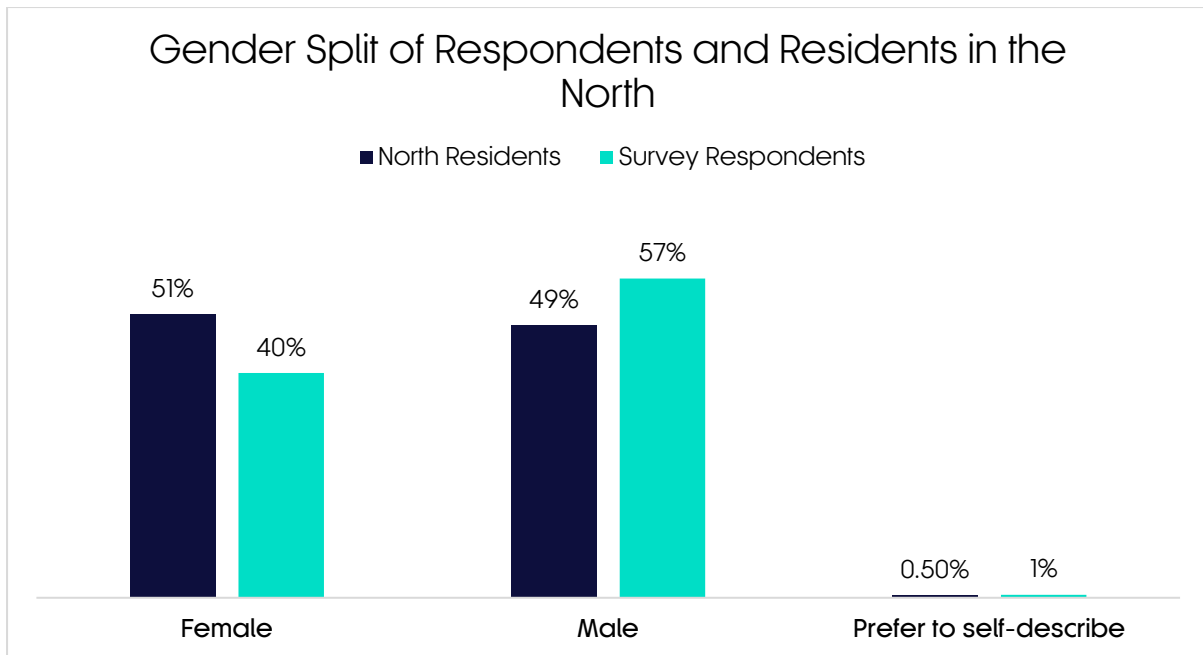 Gender Split of Respondents and Residents in the
North
North Residents Survey Respondents
51%
40%
49%
57%
0.50%
1%
Female Male Prefer to self-describe